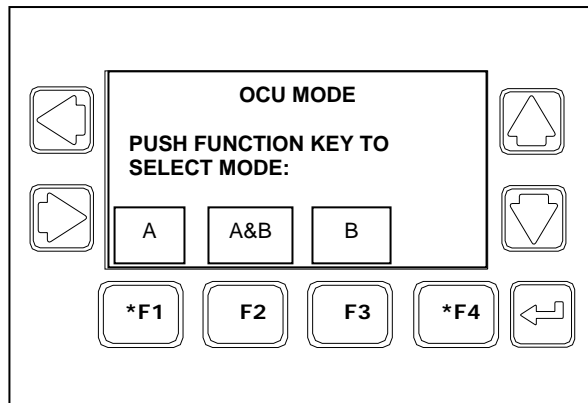 OCU MODE
PUSH FUNCTION KEY TO
SELECT MODE:
A A&B B
*F1 F2 F3 *F4